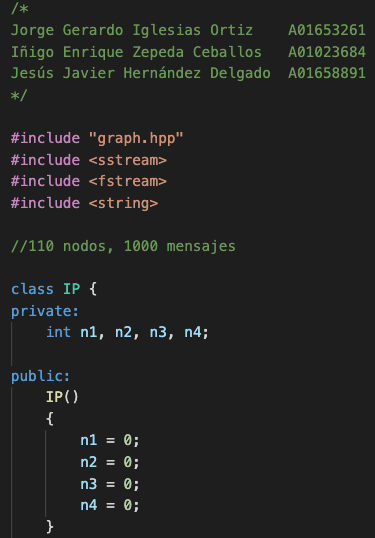 /*
Jorge Gerardo Iglesias Ortiz    A01653261
Iñigo Enrique Zepeda Ceballos   A01023684
Jesús Javier Hernández Delgado  A01658891
*/

#include "graph.hpp"
#include <sstream>
#include <fstream>
#include <string>

//110 nodos, 1000 mensajes

class IP {
private:
    int n1, n2, n3, n4;

public:
    IP()
    {
        n1 = 0;
        n2 = 0;
        n3 = 0;
        n4 = 0;
    }